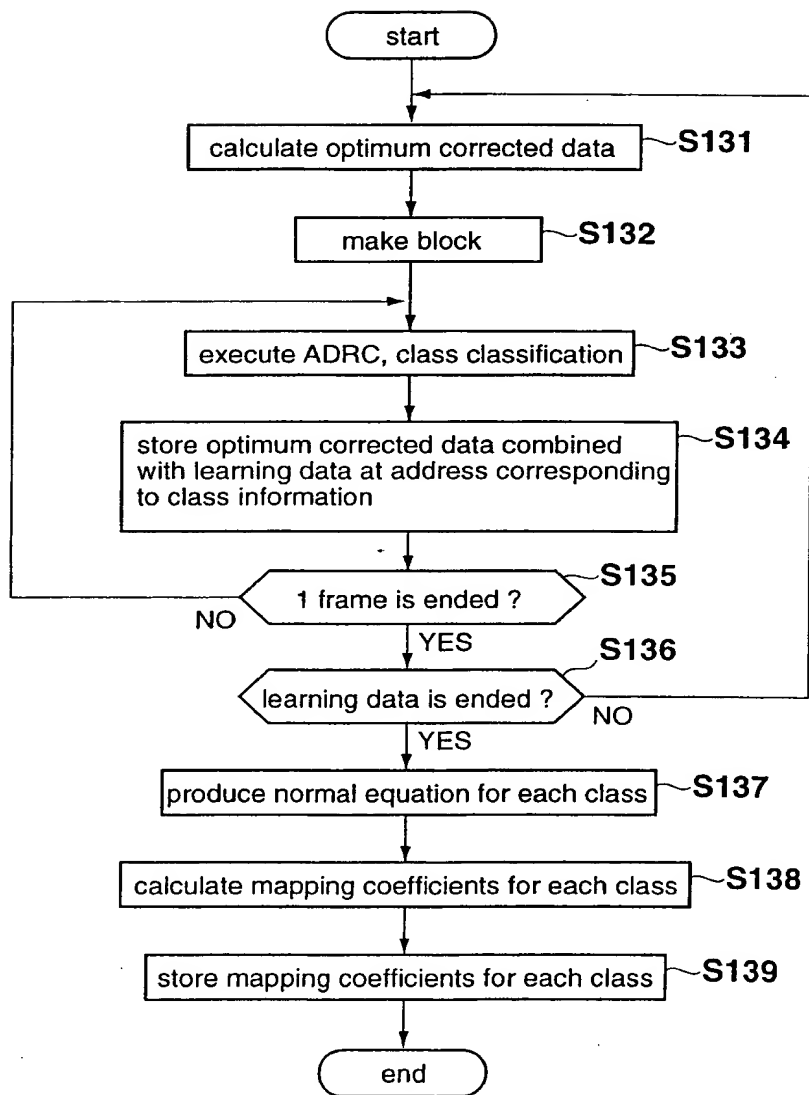 start
calculate optimum corrected data
S131
make block
S132
execute ADRC, class classification
S133
store optimum corrected data combined
with learning data at address corresponding
to class information
S134
1 frame is ended ?
S135
NO
YES
learning data is ended ?
S136
NO
YES
produce normal equation for each class
S137
calculate mapping coefficients for each class
S138
store mapping coefficients for each class
S139
end